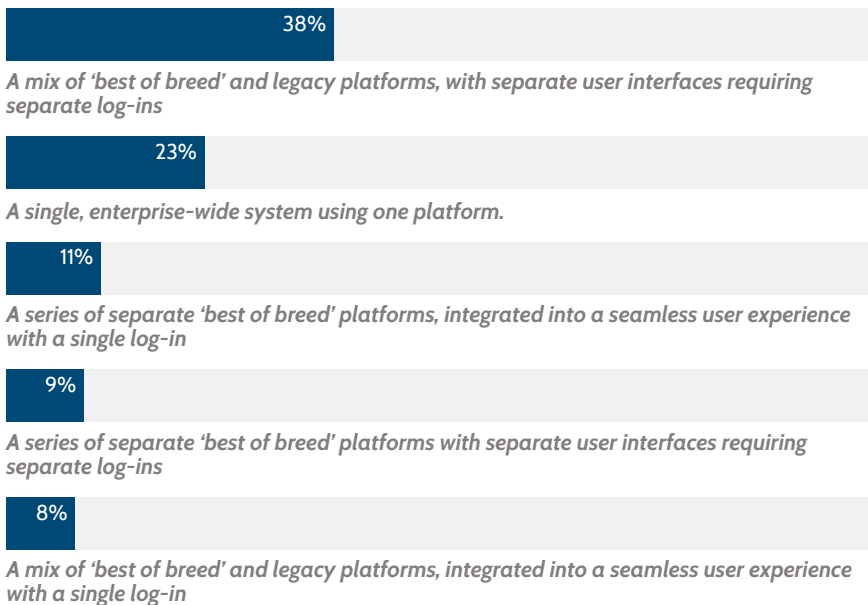 38%
A mix of ‘best of breed’ and legacy platforms, with separate user interfaces requiring
separate log-ins
23%
A single, enterprise-wide system using one platform.
11%
A series of separate ‘best of breed’ platforms, integrated into a seamless user experience
with a single log-in
9%
A series of separate ‘best of breed’ platforms with separate user interfaces requiring
separate log-ins
8%
A mix of ‘best of breed’ and legacy platforms, integrated into a seamless user experience
with a single log-in